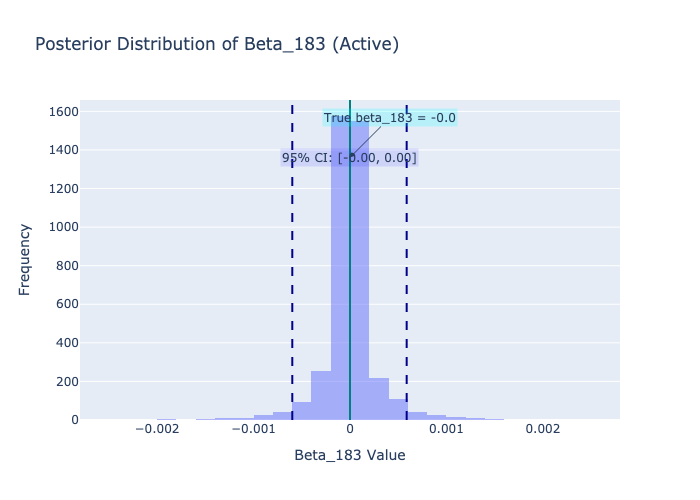 Posterior Distribution of Beta_183 (Active)
True beta_183 = -0.0
95% CI: [-0.00, 0.00]
Frequency
1600
1400
1200
1000
800
600
400
200
0
−0.002
−0.001
0
0.001
0.002
Beta_183 Value